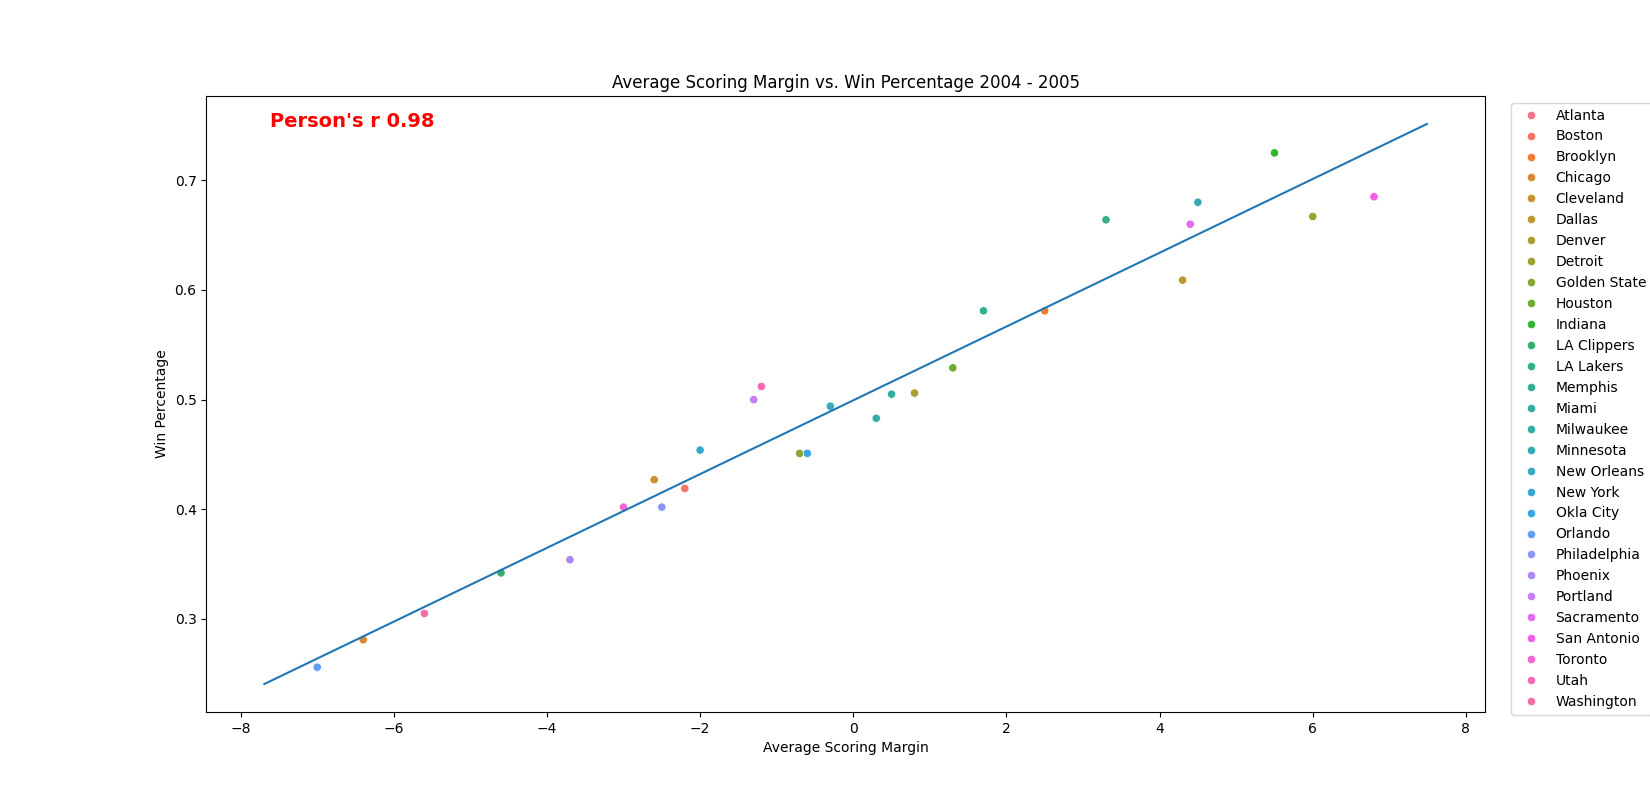 Average Scoring Margin vs. Win Percentage 2004 - 2005
Person's r 0.98
Win Percentage
0.7
0.6
0.5
0.4
0.3
−8
−6
−4
−2
0
2
4
6
8
Average Scoring Margin
Atlanta
Boston
Brooklyn
Chicago
Cleveland
Dallas
Denver
Detroit
Golden State
Houston
Indiana
LA Clippers
LA Lakers
Memphis
Miami
Milwaukee
Minnesota
New Orleans
New York
Okla City
Orlando
Philadelphia
Phoenix
Portland
Sacramento
San Antonio
Toronto
Utah
Washington